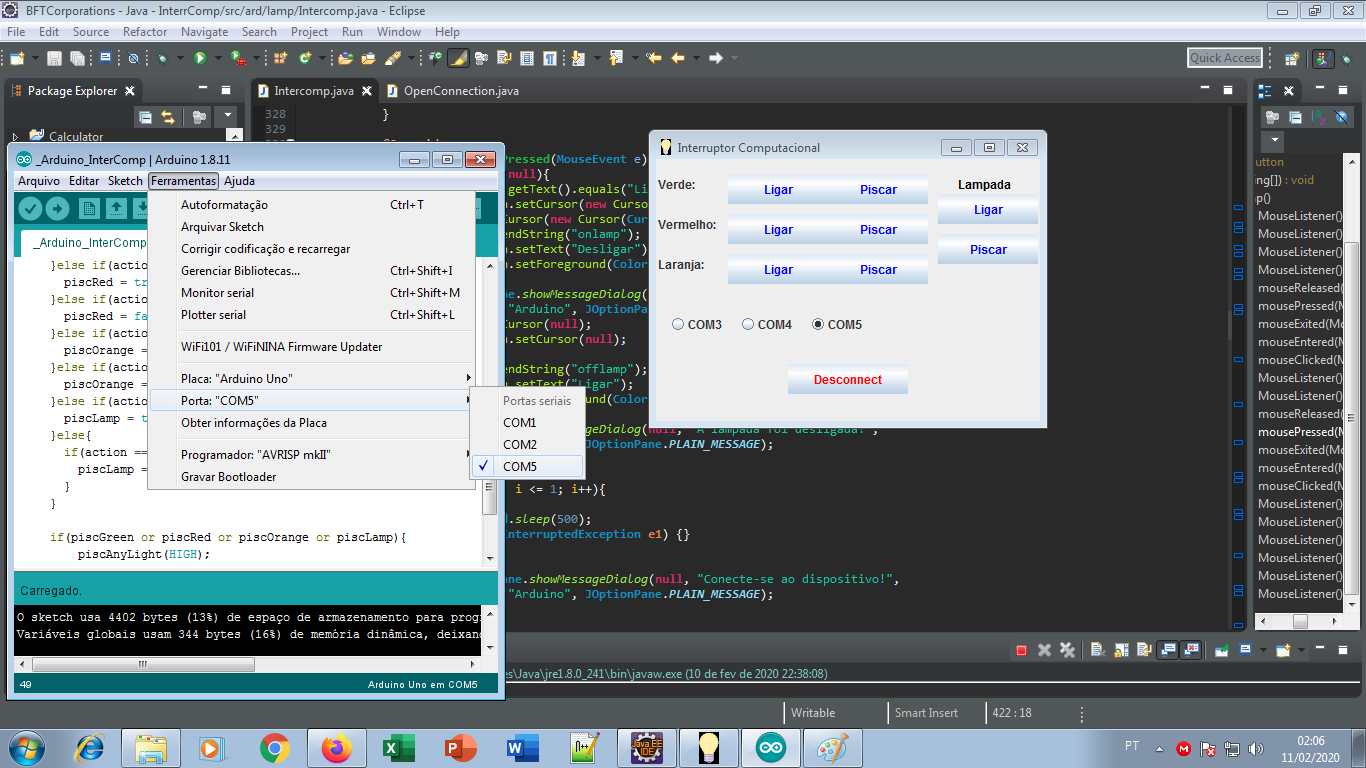 BFTCorporations - Java - InterrComp/src/ard/lamp/Intercomp.java - Eclipse
File Edit Source Refactor Navigate Search Project Run Window Help
Quick Access
Package Explorer
Intercomp.java
OpenConnection.java
Calculator
328 }
329
_Arduino_InterComp | Arduino 1.8.11
Arquivo Editar Sketch Ferramentas Ajuda
_Arduino_InterComp
}else if(action
piscRed = tr
}else if(action
piscRed = fa
}else if(action
piscOrange =
}else if(action
piscOrange =
}else if(action
piscLamp = t
}else{
if(action ==
piscLamp =
}
}
if(piscGreen or piscRed or piscOrange or piscLamp){
piscAnyLight(HIGH);
Carregado.
O sketch usa 4402 bytes (13%) de espaço de armazenamento para prog
Variáveis globais usam 344 bytes (16%) de memória dinâmica, deixand
49
Arduino Uno em COM5
Autoformatação Ctrl+T
Arquivar Sketch
Corrigir codificação e recarregar
Gerenciar Bibliotecas... Ctrl+Shift+I
Monitor serial Ctrl+Shift+M
Plotter serial Ctrl+Shift+L
WiFi101 / WiFiNINA Firmware Updater
Placa: "Arduino Uno"
Porta: "COM5"
Obter informações da Placa
Programador: "AVRISP mkII"
Gravar Bootloader
Portas seriais
COM1
COM2
COM5
Pressed(MouseEvent e)
null){
getText().equals("Li
.setCursor(new Curso
Cursor(new Cursor(Cur
endString("onlamp");
.setText("Desligar")
.setForeground(Color
ne.showMessageDialog(
"Arduino", JOptionPane
Cursor(null);
.setCursor(null);
endString("offlamp");
.setText("Ligar");
ound(Color
ageDialog(null, "A lampada foi desligada!",
, JOptionPane.PLAIN_MESSAGE);
i <= 1; i++){
d.sleep(500);
InterruptedException e1) {}
ane.showMessageDialog(null, "Conecte-se ao dispositivo!",
"Arduino", JOptionPane.PLAIN_MESSAGE);
Interruptor Computacional
Verde: Ligar Piscar
Vermelho: Ligar Piscar
Laranja: Ligar Piscar
Lampada
Ligar
Piscar
COM3 COM4 COM5
Desconnect
utton
ing[]) : void
p()
MouseListener()
MouseListener()
MouseListener()
MouseListener()
mouseReleased(
mousePressed(M
mouseExited(Mo
mouseEntered(M
mouseClicked(M
MouseListener()
MouseListener()
mouseReleased(
mousePressed(M
mouseExited(Mo
mouseEntered(M
mouseClicked(M
MouseListener()
MouseListener()
MouseListener()
MouseListener()
MouseListener()
MouseListener()
es\Java\jre1.8.0_241\bin\javaw.exe (10 de fev de 2020 22:38:08)
Writable
Smart Insert
422 : 18
Java EE
IDE
PT
02:06
11/02/2020